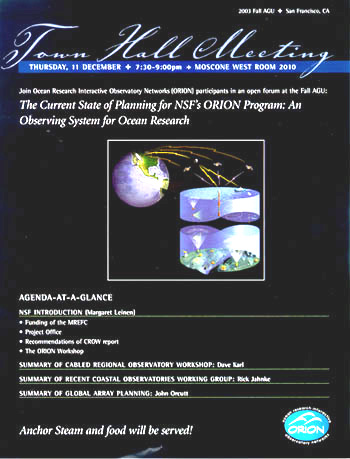 2003 Fall AGU ✦ San Francisco, CA
Town Hall Meeting
THURSDAY, 11 DECEMBER ✦ 7:30-9:00pm ✦ MOSCONE WEST ROOM 2010
Join Ocean Research Interactive Observatory Networks (ORION) participants in an open forum at the Fall AGU:
The Current State of Planning for NSF's ORION Program: An
Observing System for Ocean Research
AGENDA-AT-A-GLANCE
NSF INTRODUCTION (Margaret Leinen)
• Funding of the MREFC
• Project Office
• Recommendations of CROW report
• The ORION Workshop
SUMMARY OF CABLED REGIONAL OBSERVATORY WORKSHOP: Dave Karl
SUMMARY OF RECENT COASTAL OBSERVATORIES WORKING GROUP: Rick Jahnke
SUMMARY OF GLOBAL ARRAY PLANNING: John Orcutt
Anchor Steam and food will be served!
ocean research interactive
ORION
observatory networks